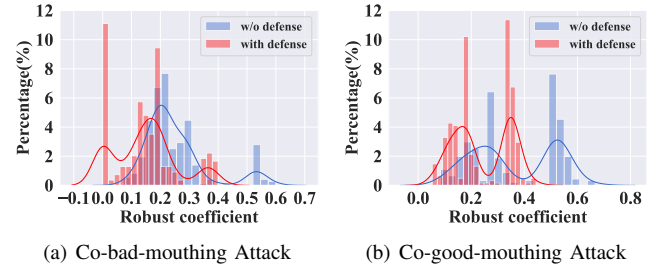 12
10
8
6
4
2
0
Percentage(%)
w/o defense
with defense
−0.1 0.0 0.1 0.2 0.3 0.4 0.5 0.6 0.7
Robust coefficient
(a) Co-bad-mouthing Attack
12
10
8
6
4
2
0
Percentage(%)
w/o defense
with defense
0.0 0.2 0.4 0.6 0.8
Robust coefficient
(b) Co-good-mouthing Attack